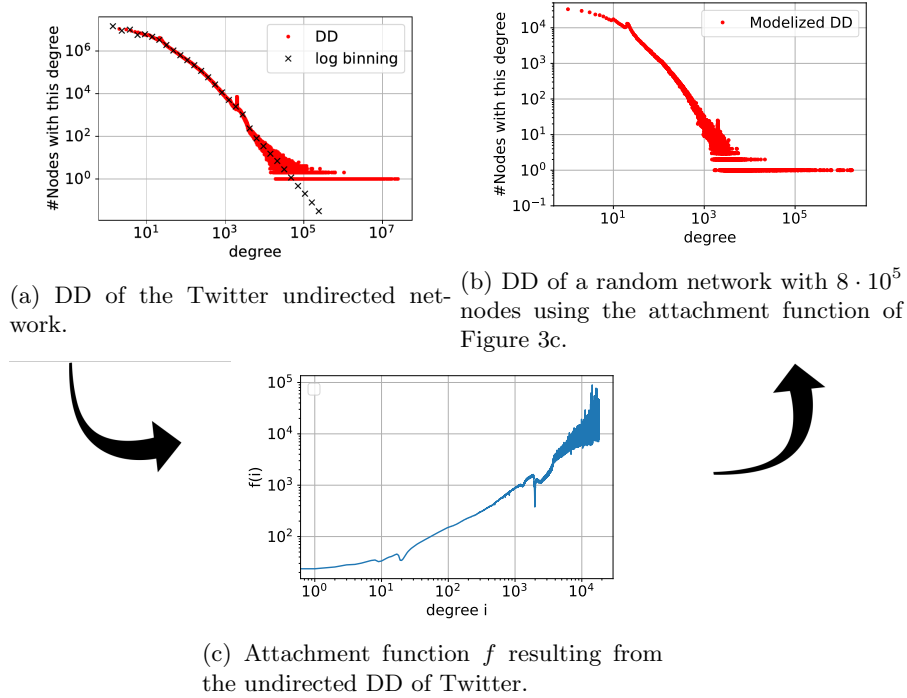 10^6
10^4
10^2
10^0
#Nodes with this degree
DD
log binning
10^1
10^3
10^5
10^7
degree
10^4
10^3
10^2
10^1
10^0
10^−1
#Nodes with this degree
Modelized DD
10^1
10^3
10^5
degree
(a) DD of the Twitter undirected net-
work.
(b) DD of a random network with 8 · 10^5
nodes using the attachment function of
Figure 3c.
10^5
10^4
10^3
10^2
f(i)
10^0
10^1
10^2
10^3
10^4
degree i
(c) Attachment function f resulting from
the undirected DD of Twitter.